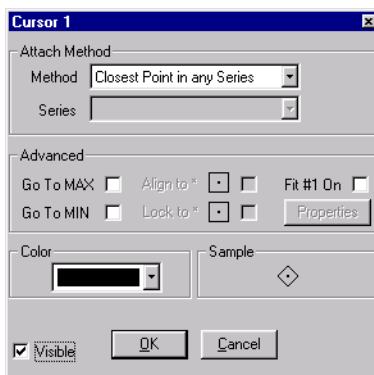 Cursor 1
Attach Method
Method Closest Point in any Series
Series
Advanced
Go To MAX Align to * Fit #1 On
Go To MIN Lock to * Properties
Color Sample
Visible OK Cancel